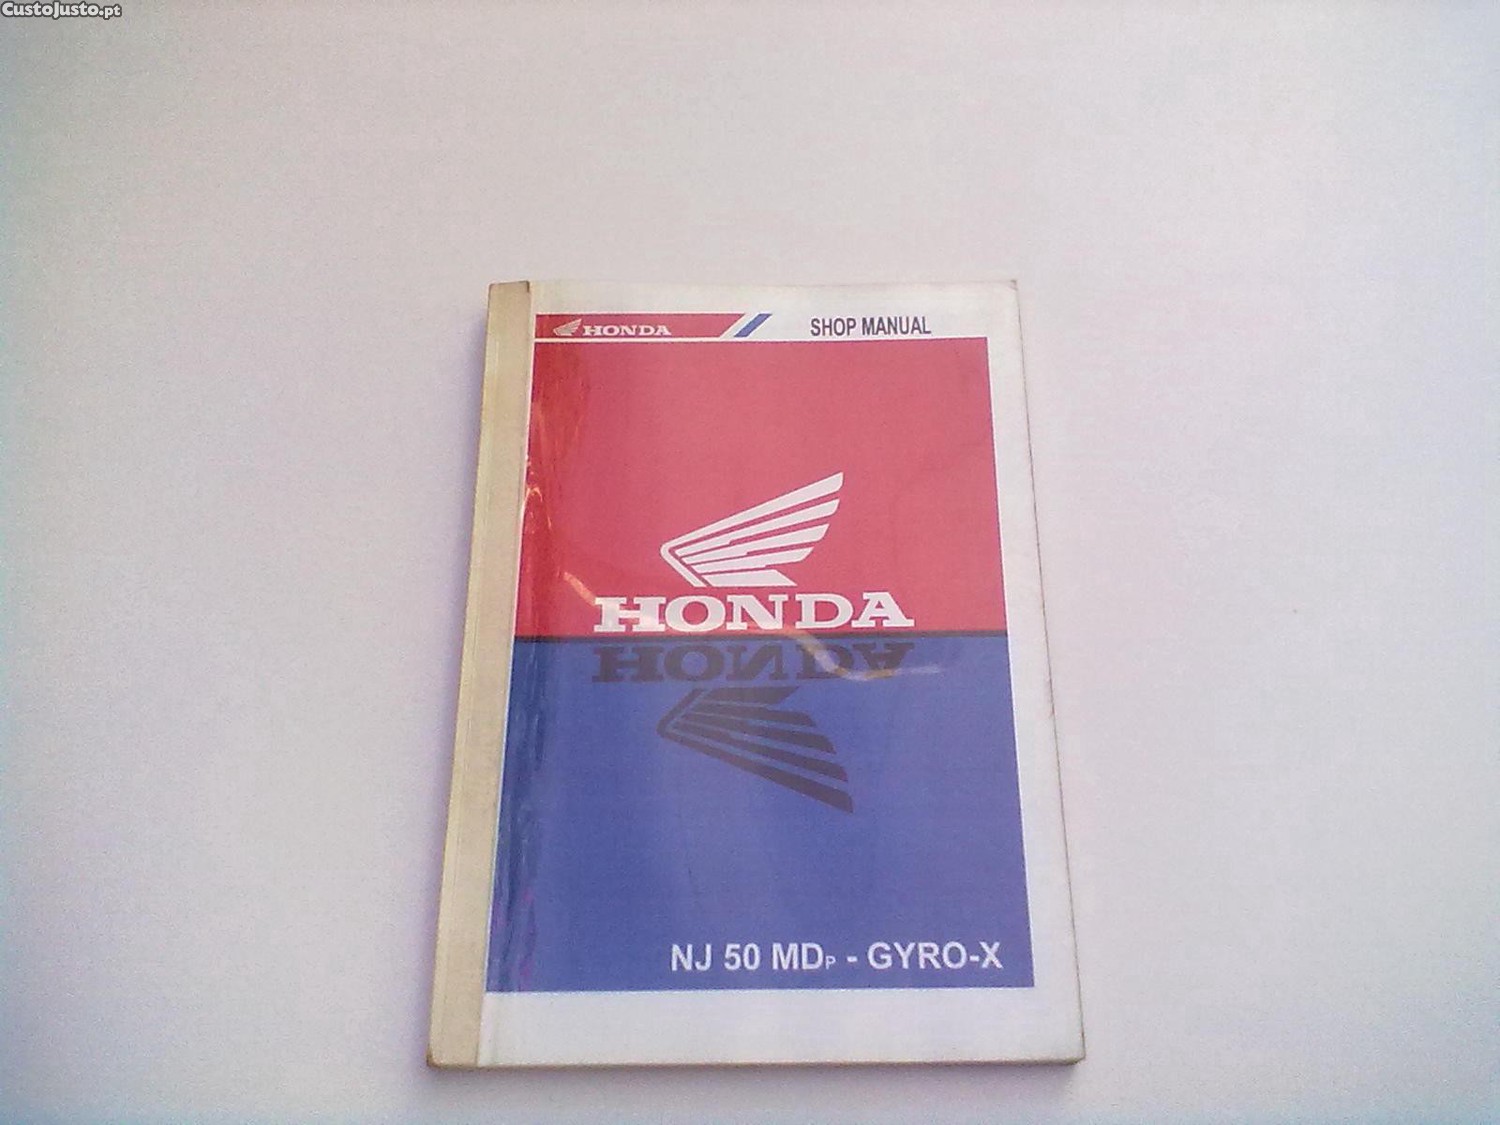 CustoJusto.pt
HONDA
SHOP MANUAL
HONDA
HONDA
NJ 50 MDP - GYRO-X